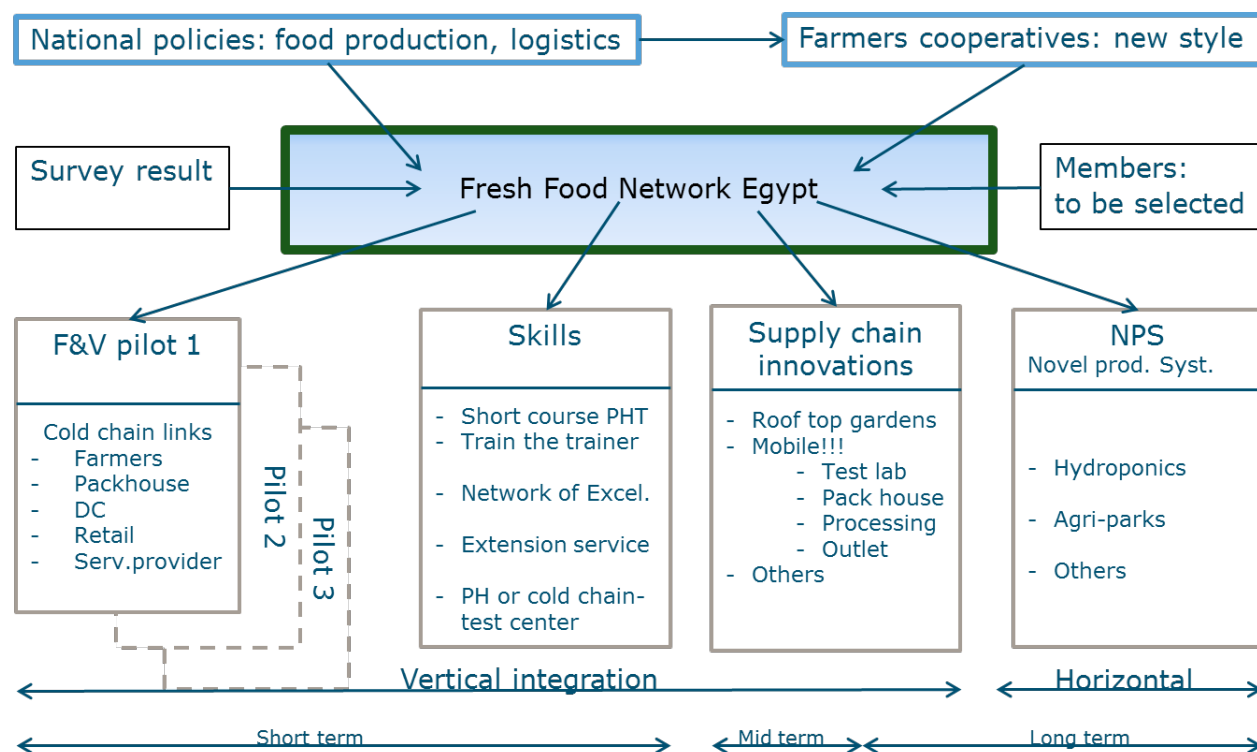 National policies: food production, logistics
Farmers cooperatives: new style
Survey result
Fresh Food Network Egypt
Members:
to be selected
F&V pilot 1
Cold chain links
- Farmers
- Packhouse
- DC
- Retail
- Serv.provider
Pilot 2
Pilot 3
Skills
- Short course PHT
- Train the trainer
- Network of Excel.
- Extension service
- PH or cold chain-
test center
Supply chain
innovations
- Roof top gardens
- Mobile!!!
- Test lab
- Pack house
- Processing
- Outlet
- Others
NPS
Novel prod. Syst.
- Hydroponics
- Agri-parks
- Others
Vertical integration
Horizontal
Short term
Mid term
Long term